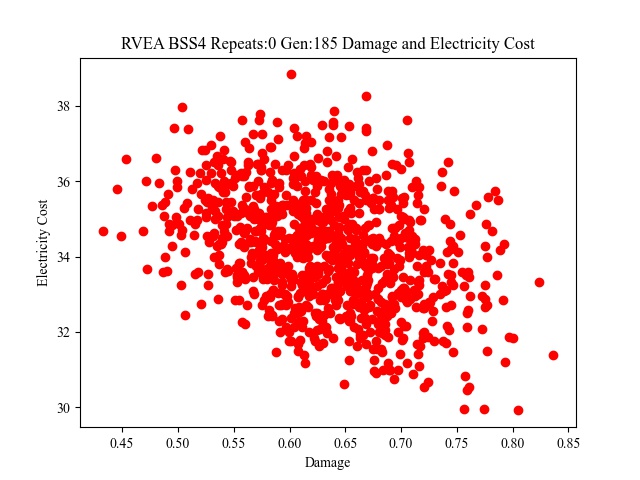 RVEA BSS4 Repeats:0 Gen:185 Damage and Electricity Cost
38
36
34
32
30
Electricity Cost
0.45 0.50 0.55 0.60 0.65 0.70 0.75 0.80 0.85
Damage